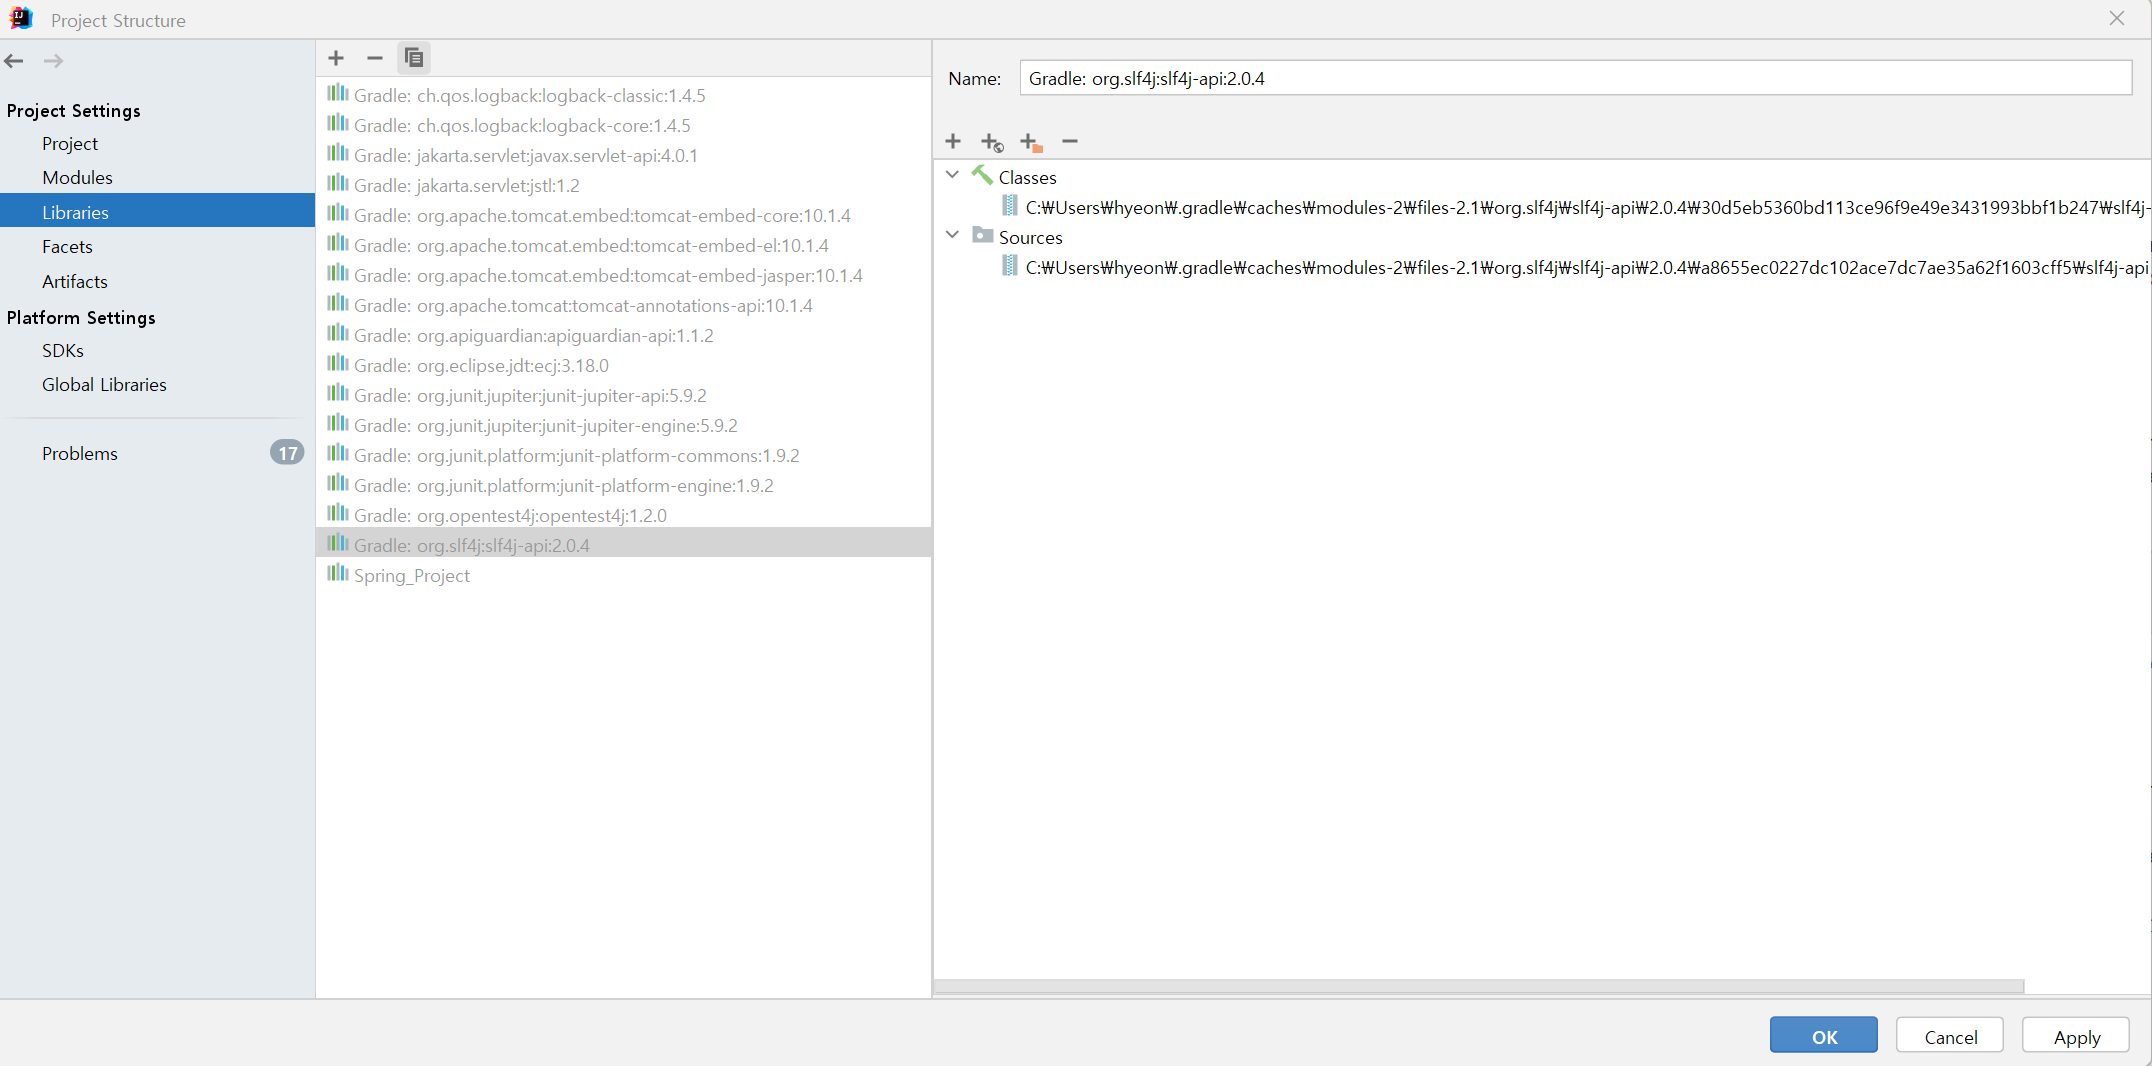 Project Structure
Project Settings
Project
Modules
Libraries
Facets
Artifacts
Platform Settings
SDKs
Global Libraries
Problems
17
Gradle: ch.qos.logback:logback-classic:1.4.5
Gradle: ch.qos.logback:logback-core:1.4.5
Gradle: jakarta.servlet:javax.servlet-api:4.0.1
Gradle: jakarta.servlet:jstl:1.2
Gradle: org.apache.tomcat.embed:tomcat-embed-core:10.1.4
Gradle: org.apache.tomcat.embed:tomcat-embed-el:10.1.4
Gradle: org.apache.tomcat.embed:tomcat-embed-jasper:10.1.4
Gradle: org.apache.tomcat:tomcat-annotations-api:10.1.4
Gradle: org.apiguardian:apiguardian-api:1.1.2
Gradle: org.eclipse.jdt:ecj:3.18.0
Gradle: org.junit.jupiter:junit-jupiter-api:5.9.2
Gradle: org.junit.jupiter:junit-jupiter-engine:5.9.2
Gradle: org.junit.platform:junit-platform-commons:1.9.2
Gradle: org.junit.platform:junit-platform-engine:1.9.2
Gradle: org.opentest4j:opentest4j:1.2.0
Gradle: org.slf4j:slf4j-api:2.0.4
Spring_Project
Name: Gradle: org.slf4j:slf4j-api:2.0.4
Classes
C:₩Users₩hyeon₩.gradle₩caches₩modules-2₩files-2.1₩org.slf4j₩slf4j-api₩2.0.4₩30d5eb5360bd113ce96f9e49e3431993bbf1b247₩slf4j-
Sources
C:₩Users₩hyeon₩.gradle₩caches₩modules-2₩files-2.1₩org.slf4j₩slf4j-api₩2.0.4₩a8655ec0227dc102ace7dc7ae35a62f1603cff5₩slf4j-api
OK
Cancel
Apply